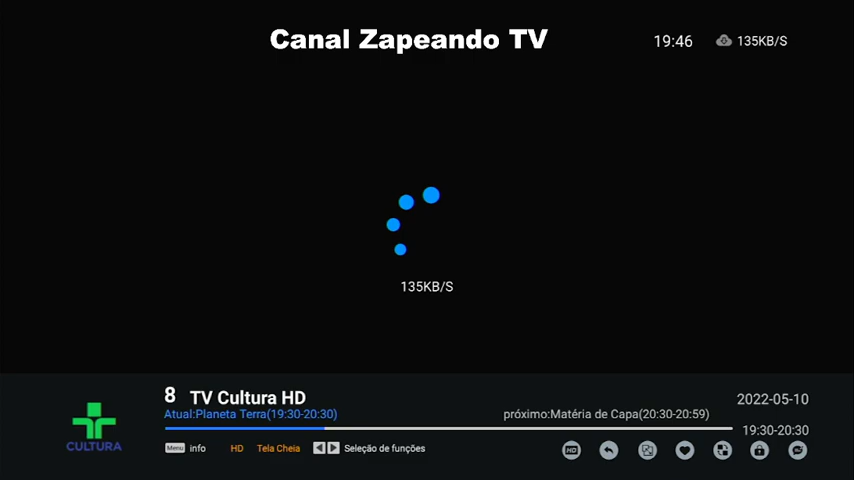 Canal Zapeando TV
19:46 135KB/S
135KB/S
8 TV Cultura HD
2022-05-10
Atual:Planeta Terra(19:30-20:30)
próximo:Matéria de Capa(20:30-20:59)
19:30-20:30
CULTURA
Menu info HD Tela Cheia Seleção de funções
HD